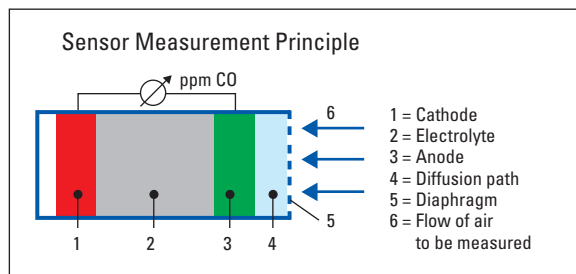 Sensor Measurement Principle
ppm CO
6
1 = Cathode
2 = Electrolyte
3 = Anode
4 = Diffusion path
5 = Diaphragm
6 = Flow of air
to be measured
1
2
3
4
5